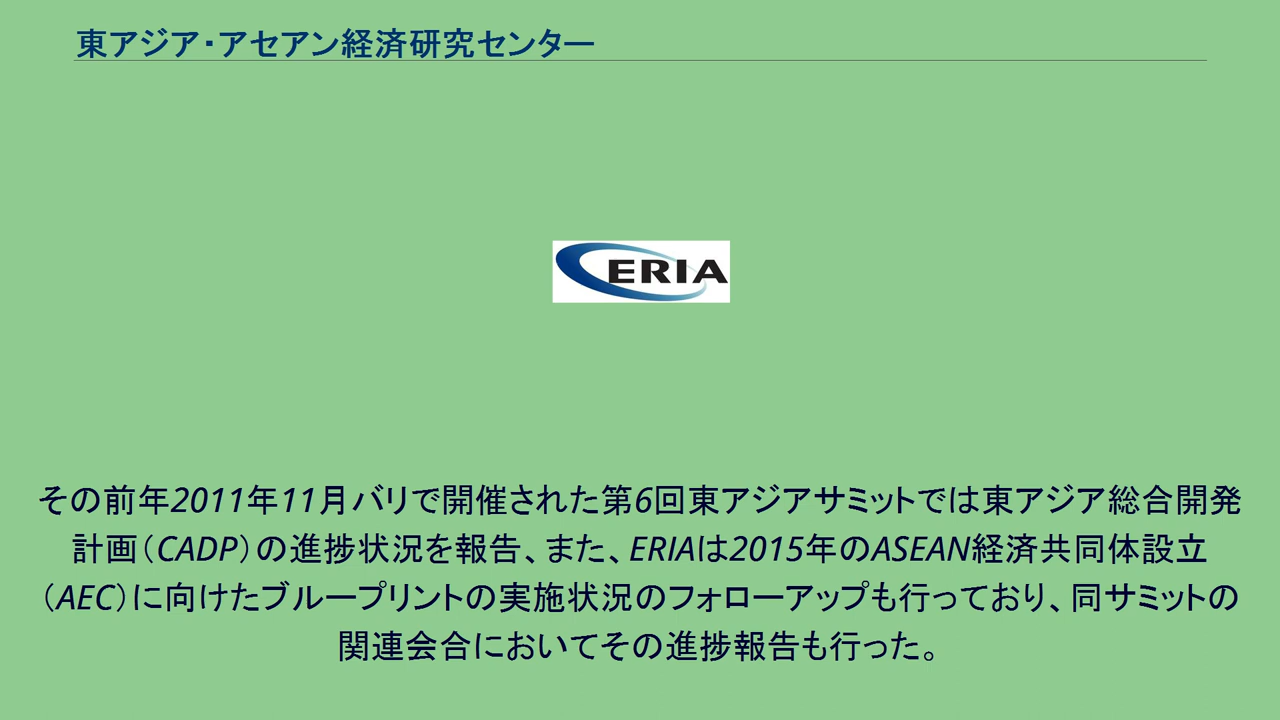 東アジア・アセアン経済研究センター
ERIA
その前年2011年11月バリで開催された第6回東アジアサミットでは東アジア総合開発
計画（CADP）の進捗状況を報告、また、ERIAは2015年のASEAN経済共同体設立
（AEC）に向けたブループリントの実施状況のフォローアップも行っており、同サミットの
関連会合においてその進捗報告も行った。